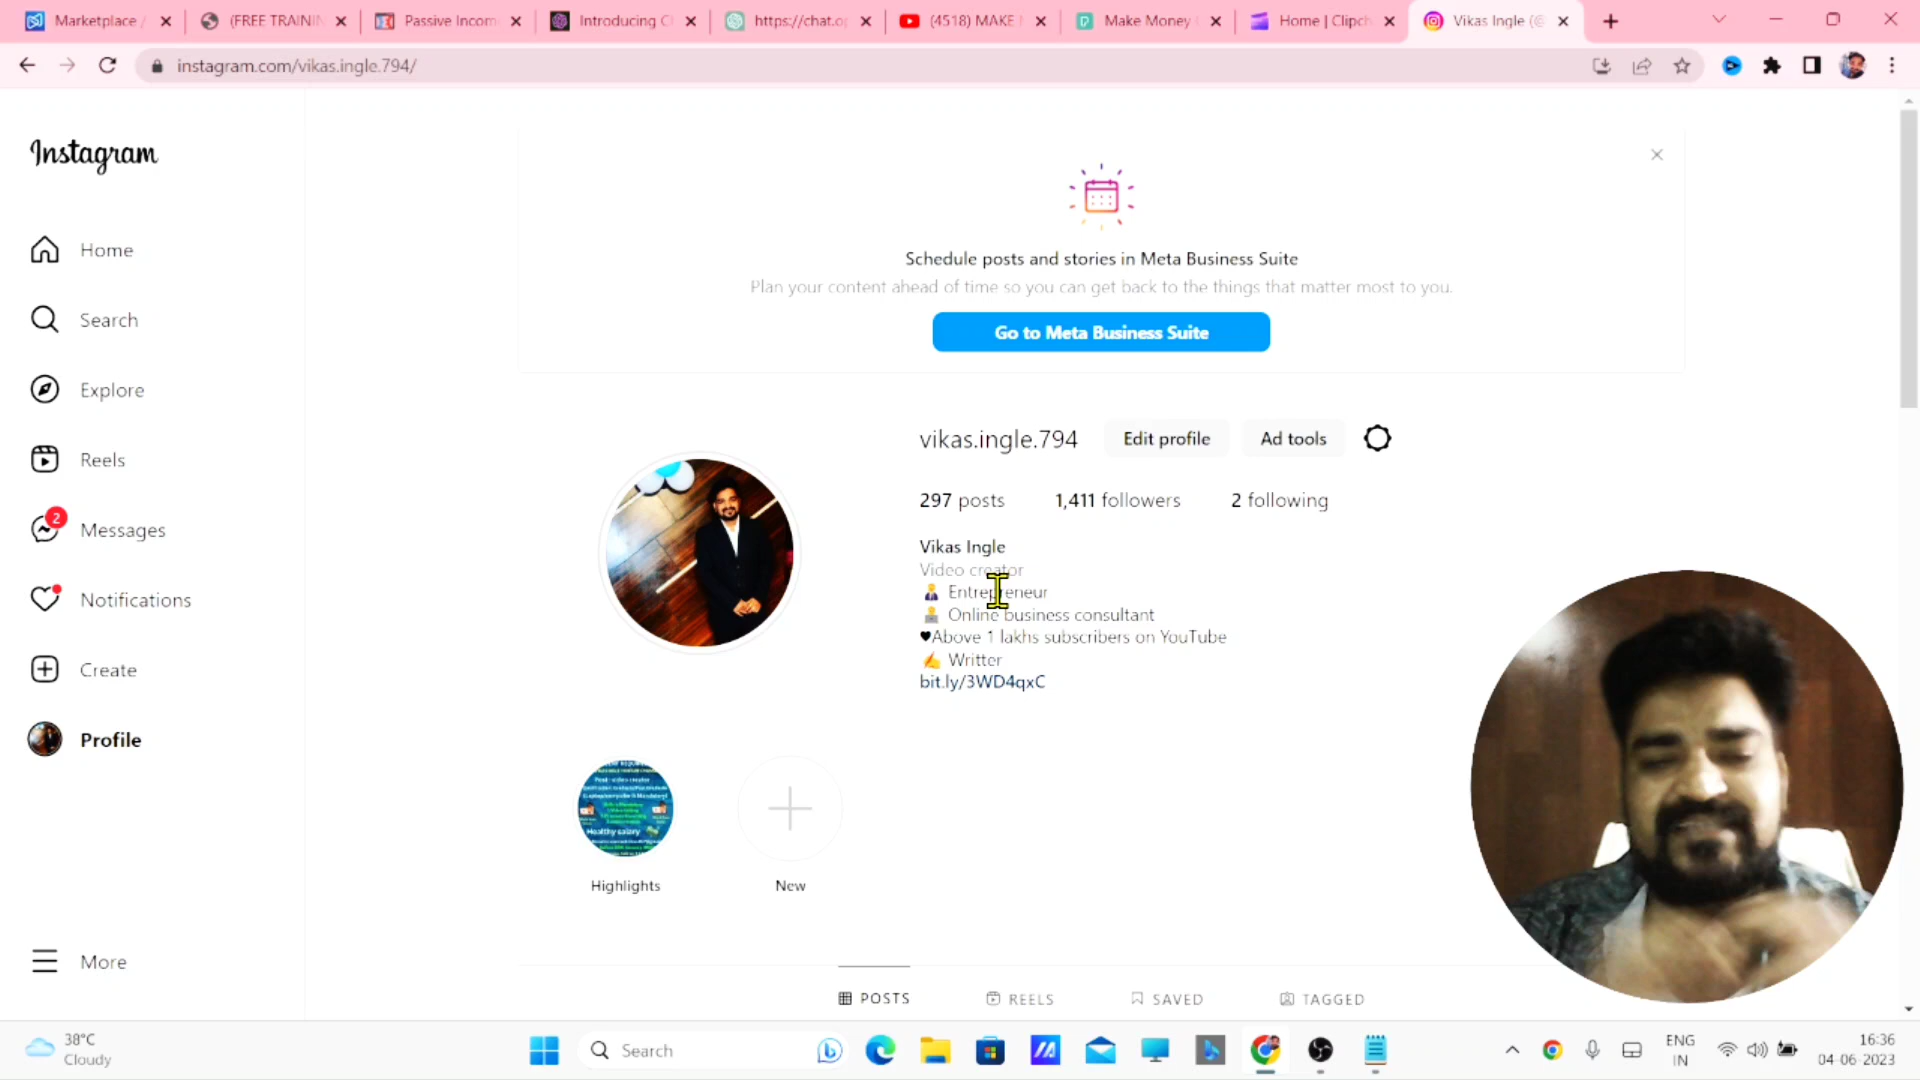 Marketplace /
(FREE TRAININ
Passive Incom
Introducing C
https://chat.op
(4518) MAKE
Make Money
Home | Clipch
Vikas Ingle (@
instagram.com/vikas.ingle.794/
Instagram
Home
Search
Explore
Reels
2
Messages
Notifications
Create
Profile
More
Schedule posts and stories in Meta Business Suite
Plan your content ahead of time so you can get back to the things that matter most to you.
Go to Meta Business Suite
vikas.ingle.794 Edit profile Ad tools
297 posts 1,411 followers 2 following
Vikas Ingle
Video creator
Entrepreneur
Online business consultant
Above 1 lakhs subscribers on YouTube
Writter
bit.ly/3WD4qxC
Healthy salary
Highlights
New
POSTS REELS SAVED TAGGED
38°C
Cloudy
Search
ENG
IN
16:36
04-06-2023